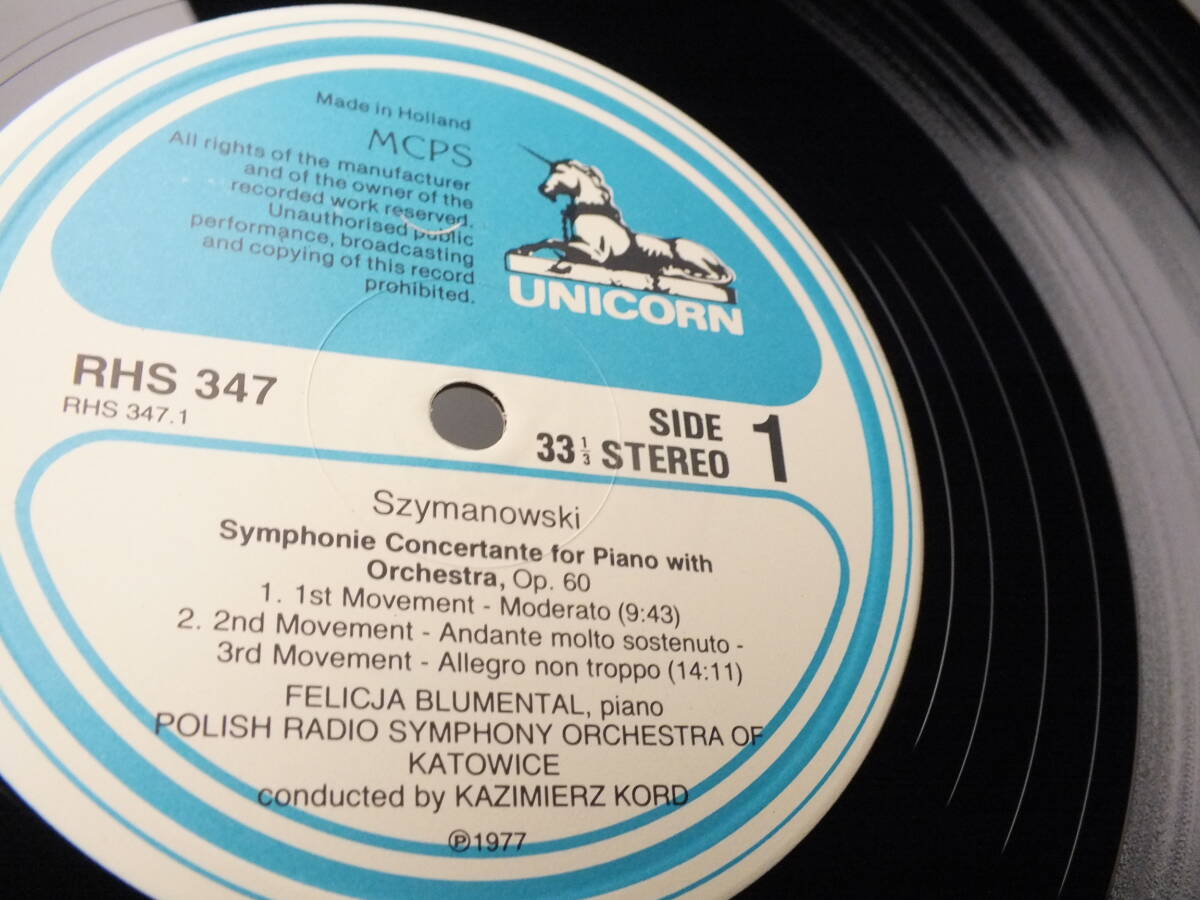 Made in Holland
MCPS
All rights of the manufacturer
and of the owner of the
recorded work reserved.
Unauthorised public
performance, broadcasting
and copying of this record
prohibited.
UNICORN
RHS 347
RHS 347.1
SIDE 1
33 1/3 STEREO
Szymanowski
Symphonie Concertante for Piano with
Orchestra, Op. 60
1. 1st Movement - Moderato (9:43)
2. 2nd Movement - Andante molto sostenuto -
3rd Movement - Allegro non troppo (14:11)
FELICJA BLUMENTAL, piano
POLISH RADIO SYMPHONY ORCHESTRA OF
KATOWICE
conducted by KAZIMIERZ KORD
℗1977